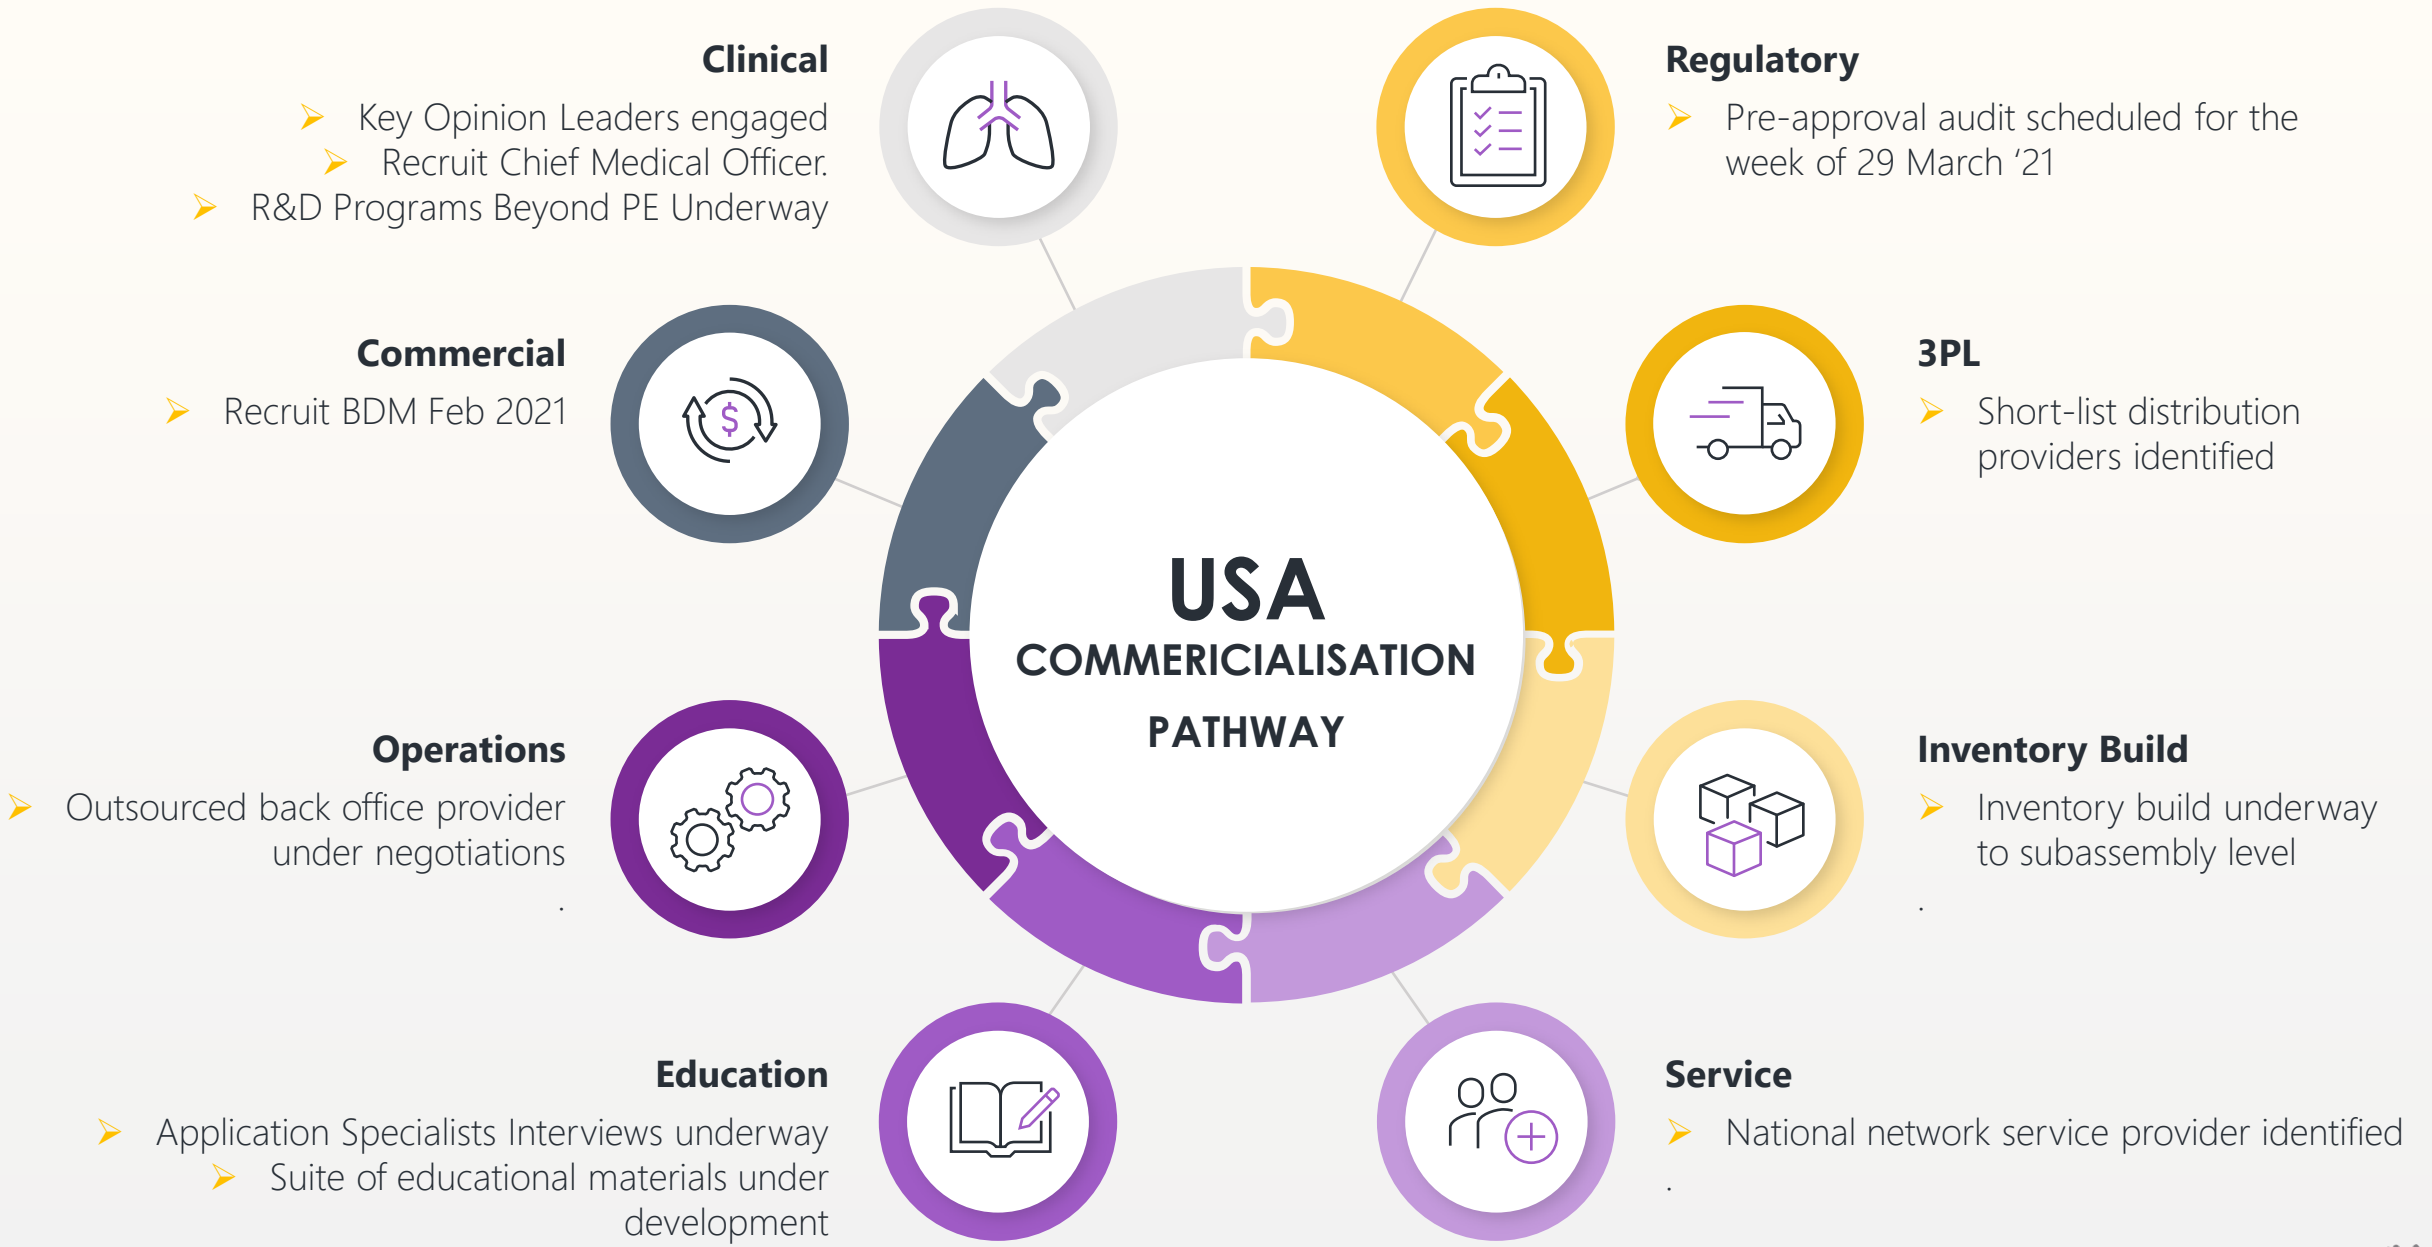 Clinical
Key Opinion Leaders engaged
Recruit Chief Medical Officer.
R&D Programs Beyond PE Underway
Regulatory
Pre-approval audit scheduled for the
week of 29 March ‘21
Commercial
Recruit BDM Feb 2021
3PL
Short-list distribution
providers identified
USA
COMMERICIALISATION
PATHWAY
Operations
Outsourced back office provider
under negotiations
.
Inventory Build
Inventory build underway
to subassembly level
.
Education
Application Specialists Interviews underway
Suite of educational materials under
development
Service
National network service provider identified
.
$